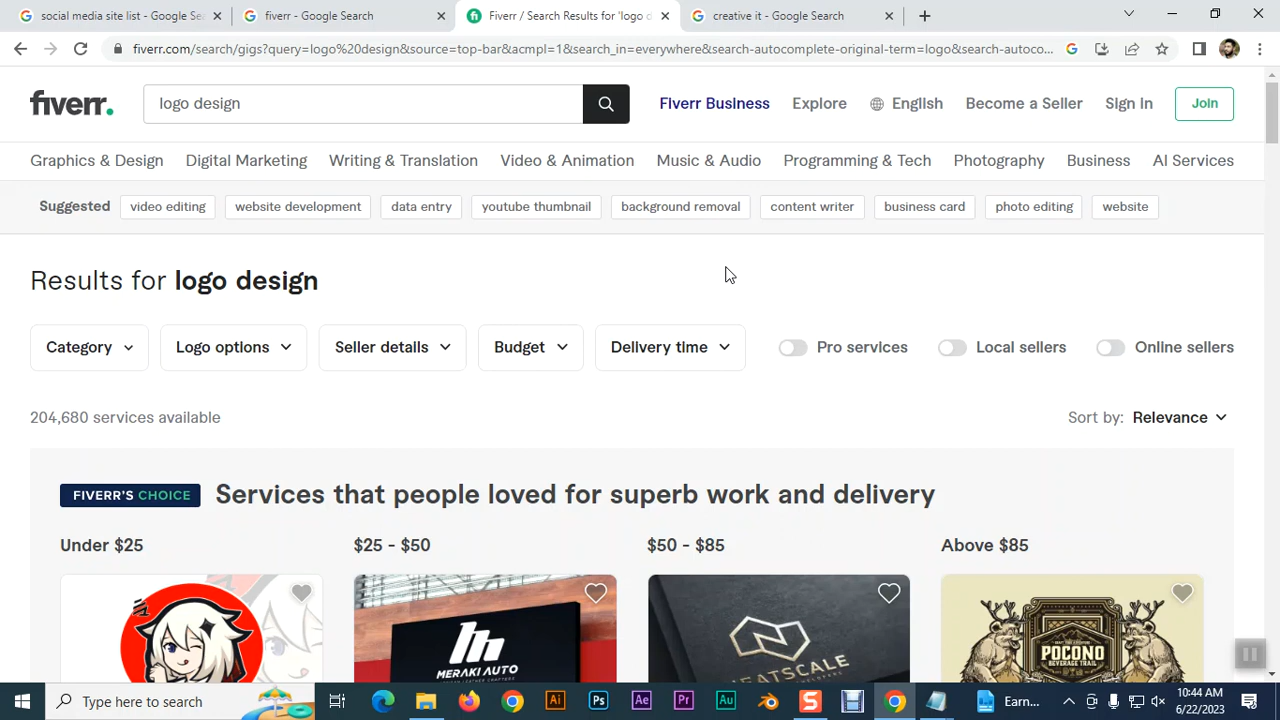 social media site list - Google Se
fiverr - Google Search
Fiverr / Search Results for 'logo d
creative it - Google Search
fiverr.com/search/gigs?query=logo%20design&source=top-bar&acmpl=1&search_in=everywhere&search-autocomplete-original-term=logo&search-autoco...
fiverr.
logo design
Fiverr Business
Explore
English
Become a Seller
Sign In
Join
Graphics & Design
Digital Marketing
Writing & Translation
Video & Animation
Music & Audio
Programming & Tech
Photography
Business
AI Services
Suggested
video editing
website development
data entry
youtube thumbnail
background removal
content writer
business card
photo editing
website
Results for logo design
Category
Logo options
Seller details
Budget
Delivery time
Pro services
Local sellers
Online sellers
204,680 services available
Sort by: Relevance
FIVERR'S CHOICE
Services that people loved for superb work and delivery
Under $25
$25 - $50
$50 - $85
Above $85
MERAKI AUTO
POCONO
BEVERAGE TRAIL
Type here to search
Ai
Ps
Ae
Pr
Au
S
Earn...
10:44 AM
6/22/2023